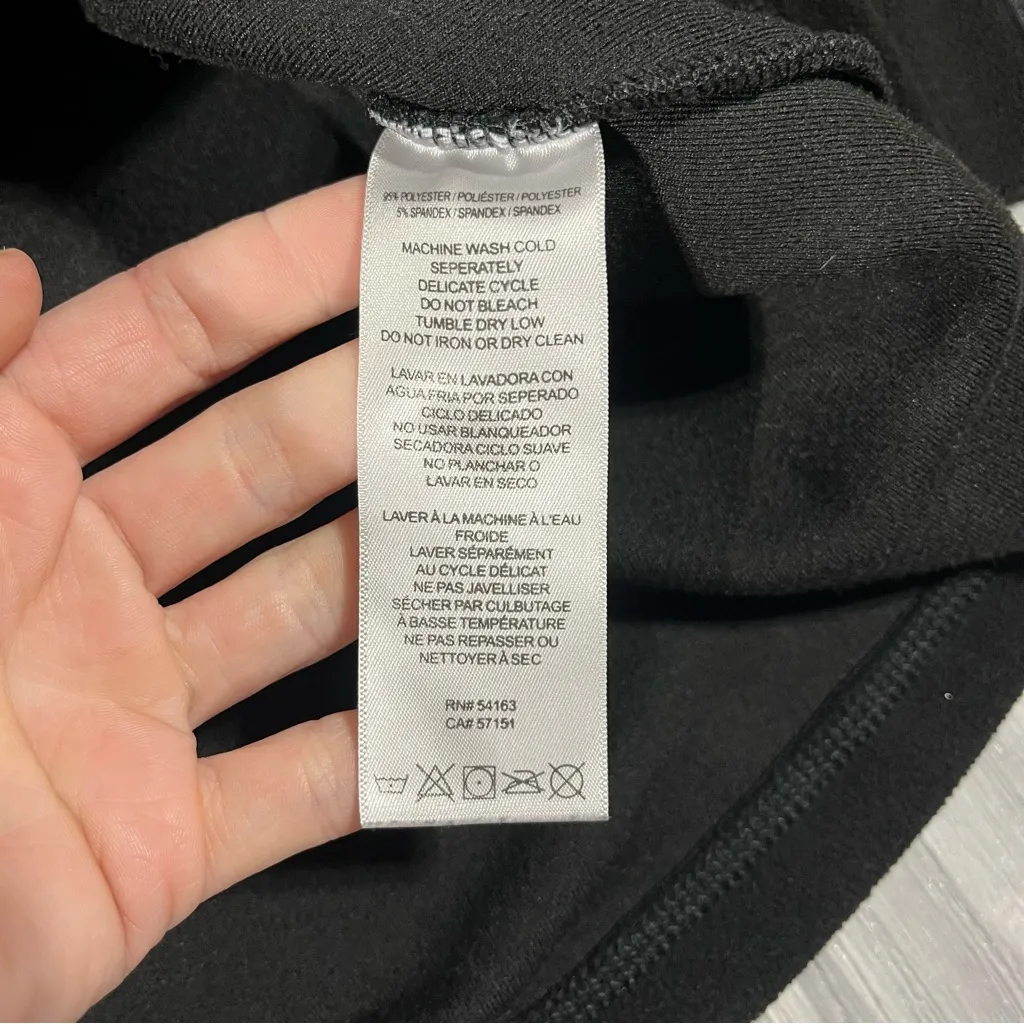 95% POLYESTER / POLIÉSTER / POLYESTER
5% SPANDEX / SPANDEX / SPANDEX
MACHINE WASH COLD
SEPERATELY
DELICATE CYCLE
DO NOT BLEACH
TUMBLE DRY LOW
DO NOT IRON OR DRY CLEAN
LAVAR EN LAVADORA CON
AGUA FRIA POR SEPERADO
CICLO DELICADO
NO USAR BLANQUEADOR
SECADORA CICLO SUAVE
NO PLANCHAR O
LAVAR EN SECO
LAVER À LA MACHINE À L'EAU
FROIDE
LAVER SÉPARÉMENT
AU CYCLE DÉLICAT
NE PAS JAVELLISER
SÉCHER PAR CULBUTAGE
À BASSE TEMPÉRATURE
NE PAS REPASSER OU
NETTOYER À SEC
RN# 54163
CA# 57151